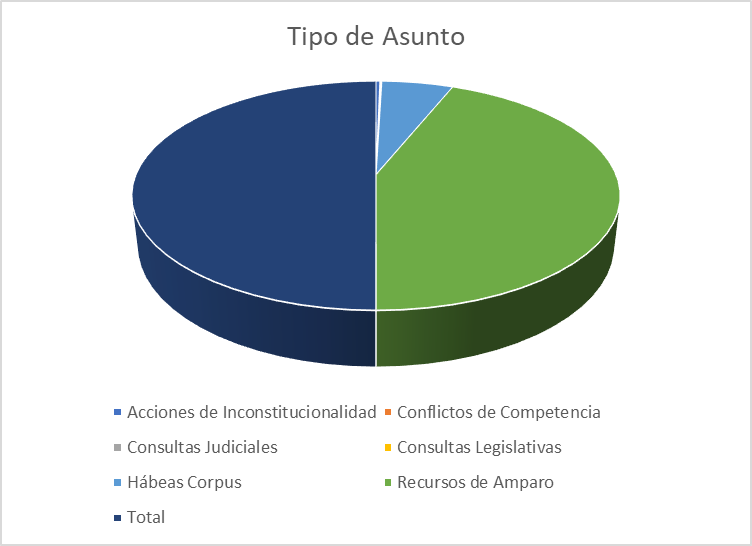 Tipo de Asunto
Acciones de Inconstitucionalidad
Conflictos de Competencia
Consultas Judiciales
Consultas Legislativas
Hábeas Corpus
Recursos de Amparo
Total